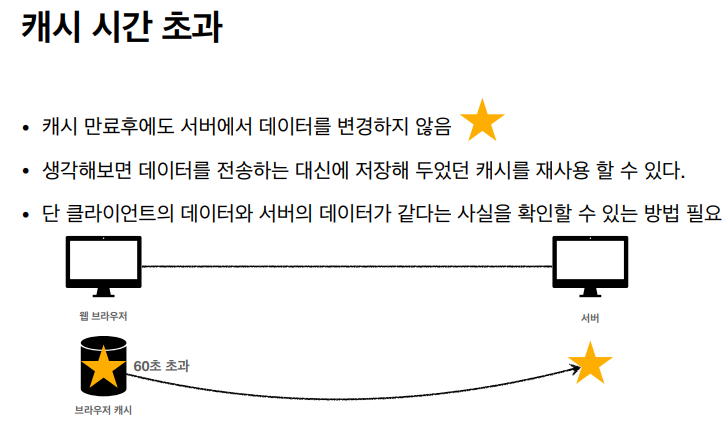 캐시 시간 초과
• 캐시 만료후에도 서버에서 데이터를 변경하지 않음
• 생각해보면 데이터를 전송하는 대신에 저장해 두었던 캐시를 재사용 할 수 있다.
• 단 클라이언트의 데이터와 서버의 데이터가 같다는 사실을 확인할 수 있는 방법 필요
웹 브라우저
서버
60초 초과
브라우저 캐시